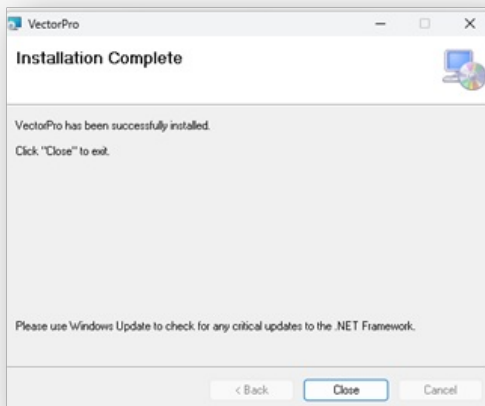 VectorPro
Installation Complete
VectorPro has been successfully installed.
Click "Close" to exit.
Please use Windows Update to check for any critical updates to the .NET Framework.
< Back
Close
Cancel